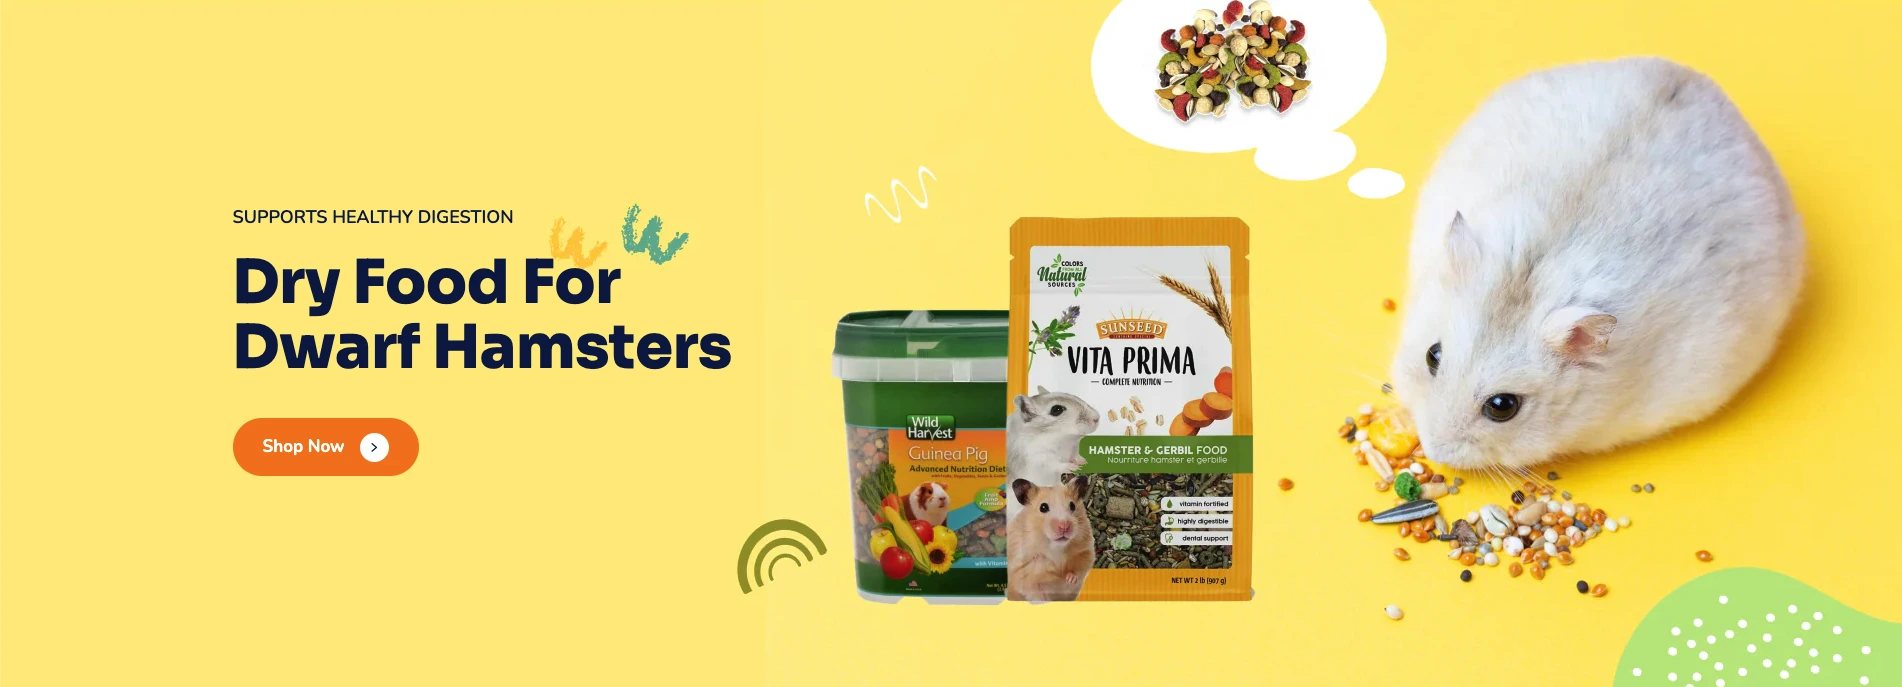 SUPPORTS HEALTHY DIGESTION
Dry Food For
Dwarf Hamsters
Shop Now
Wild
Harvest
Guinea Pig
Advanced Nutrition Diet
COLORS
FROM ALL
Natural
SOURCES
SUNSEED
VITA PRIMA
COMPLETE NUTRITION
HAMSTER & GERBIL FOOD
Nourriture hamster et gerbille
vitamin fortified
highly digestible
dental support
NET WT 2 lb (907 g)